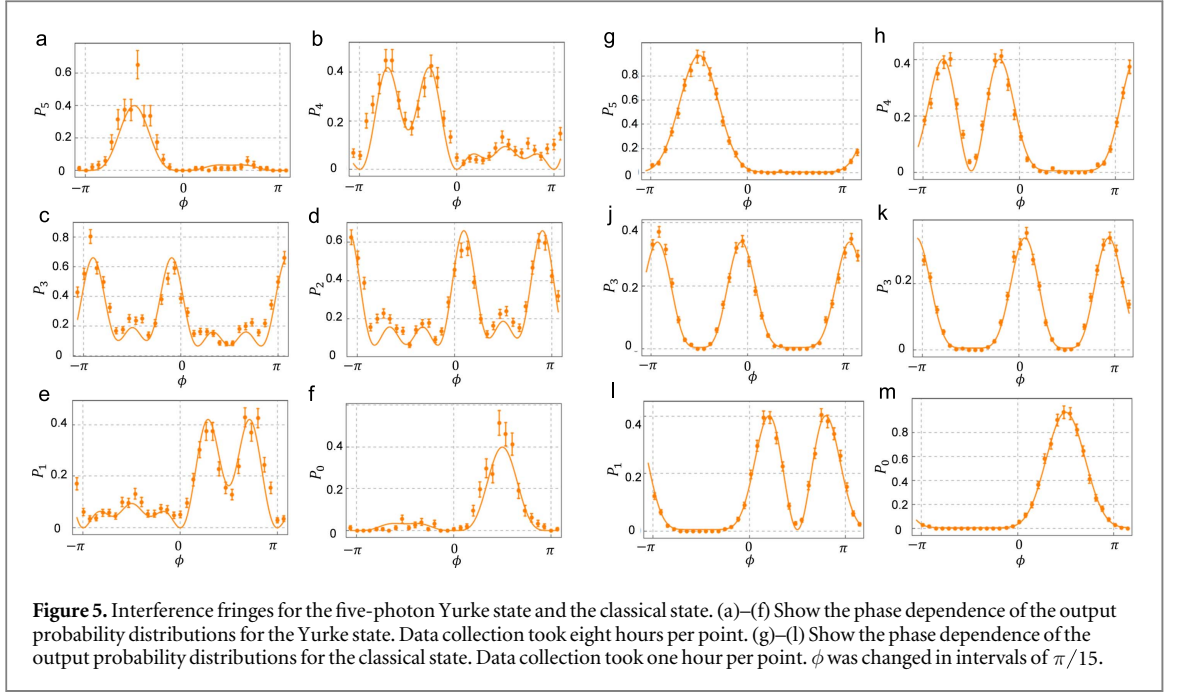 a
P₅
0.6
0.4
0.2
0
−π
0
π
ϕ
b
P₄
0.4
0.2
0
−π
0
π
ϕ
g
P₅
0.8
0.6
0.4
0.2
0
−π
0
π
ϕ
h
P₄
0.4
0.2
0
−π
0
π
ϕ
c
P₃
0.8
0.6
0.4
0.2
0
−π
0
π
ϕ
d
P₂
0.6
0.4
0.2
0
−π
0
π
ϕ
j
P₃
0.4
0.2
0
−π
0
π
ϕ
k
P₃
0.2
0
−π
0
π
ϕ
e
P₁
0.4
0.2
0
−π
0
π
ϕ
f
P₀
0.4
0.2
0
−π
0
π
ϕ
l
P₁
0.4
0.2
0
−π
0
π
ϕ
m
P₀
0.8
0.6
0.4
0.2
0
−π
0
π
ϕ
Figure 5. Interference fringes for the five-photon Yurke state and the classical state. (a)–(f) Show the phase dependence of the output
probability distributions for the Yurke state. Data collection took eight hours per point. (g)–(l) Show the phase dependence of the
output probability distributions for the classical state. Data collection took one hour per point. ϕ was changed in intervals of π/15.